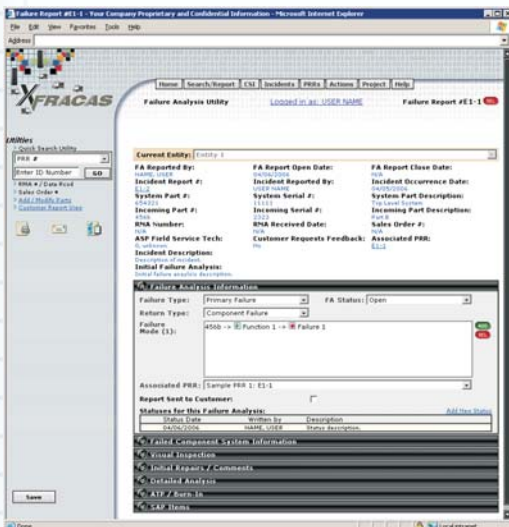 Failure Report #E1-1 - Your Company Proprietary and Confidential Information - Microsoft Internet Explorer
File Edit View Favorites Tools Help
Address
XFRACAS
Home Search/Report CSI Incidents PRRs Actions Project Help
Failure Analysis Utility Logged in as: USER NAME Failure Report #E1-1
Utilities
Quick Search Utility
PRR #
Enter ID Number GO
RMA # / Date Rcvd
Sales Order #
Add / Modify Parts
Customer Report View
Save
Current Entity: Entity 1
FA Reported By: FA Report Open Date: FA Report Close Date:
NAME, USER 04/06/2006 N/A
Incident Report #: Incident Reported By: Incident Occurrence Date:
E1-2 USER NAME 04/05/2006
System Part #: System Serial #: System Part Description:
654321 11111 Top Level System
Incoming Part #: Incoming Serial #: Incoming Part Description:
456b 2222 Part B
RMA Number: RMA Received Date: Sales Order #:
N/A N/A N/A
ASP Field Service Tech: Customer Requests Feedback: Associated PRR:
unknown No E1-1
Incident Description:
Description of incident.
Initial Failure Analysis:
Initial failure analysis description.
Failure Analysis Information
Failure Type: Primary Failure FA Status: Open
Return Type: Component Failure
Failure Mode (1): 456b -> Function 1 -> Failure 1
Associated PRR: Sample PRR 1: E1-1
Report Sent to Customer:
Statuses for this Failure Analysis: Add New Status
Status Date Written by Description
04/06/2006 NAME, USER Status description.
Failed Component System Information
Visual Inspection
Initial Repairs / Comments
Detailed Analysis
ATP / Burn-In
SAP Items
Done Local intranet